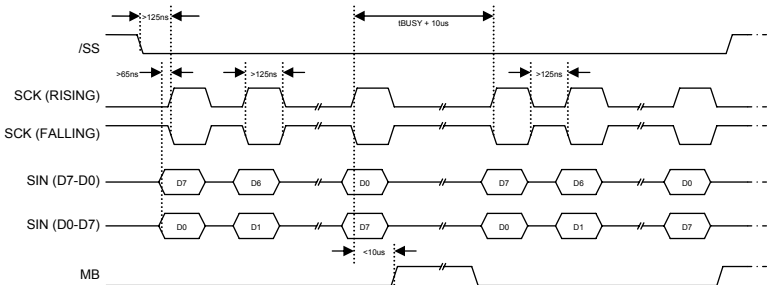 >125ns
tBUSY + 10us
/SS
>65ns >125ns >125ns
SCK (RISING)
SCK (FALLING)
SIN (D7-D0) D7 D6 D0 D7 D6 D0
SIN (D0-D7) D0 D1 D7 D0 D1 D7
<10us
MB